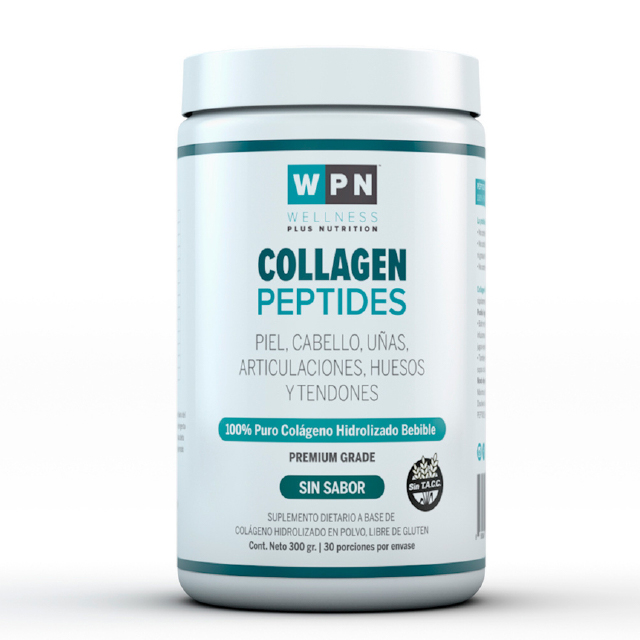 WPN
WELLNESS
PLUS NUTRITION
COLLAGEN
PEPTIDES
PIEL, CABELLO, UÑAS,
ARTICULACIONES, HUESOS
Y TENDONES
100% Puro Colágeno Hidrolizado Bebible
PREMIUM GRADE
SIN SABOR
Sin T.A.C.C.
SUPLEMENTO DIETARIO A BASE DE
COLÁGENO HIDROLIZADO EN POLVO, LIBRE DE GLUTEN
Cont. Neto 300 gr. | 30 porciones por envase